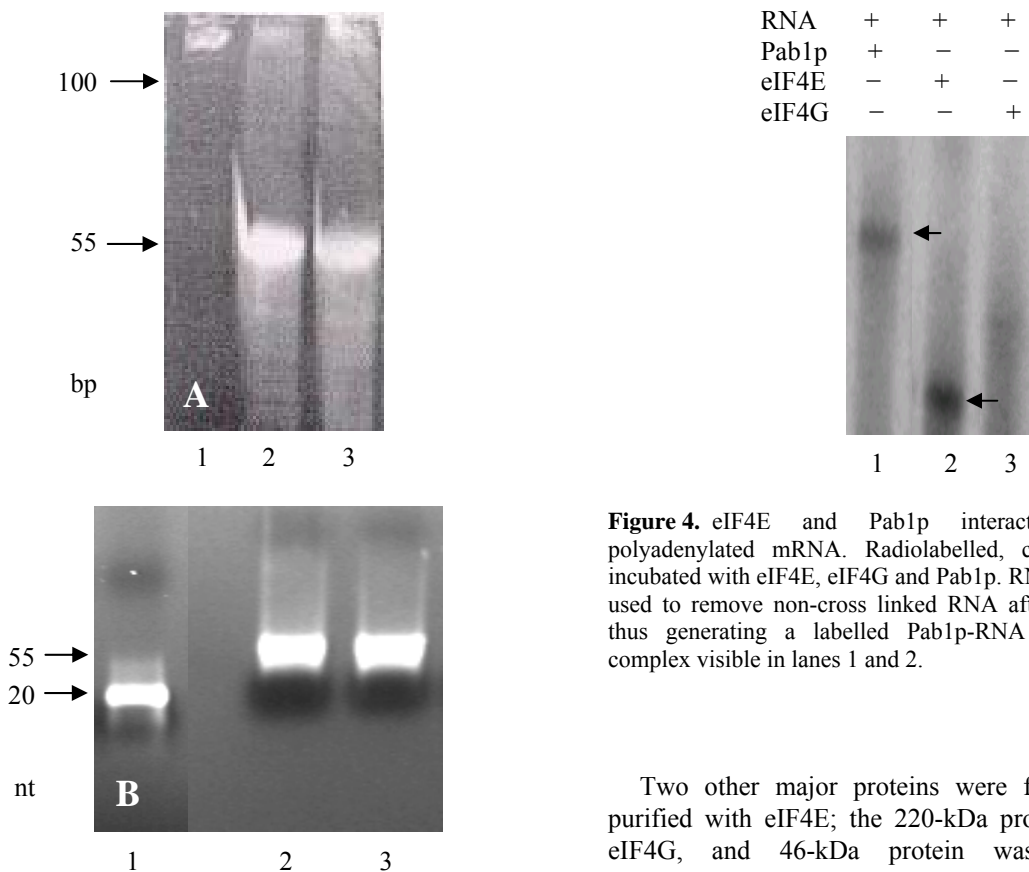 100
55
bp
A
1 2 3
55
20
nt
B
1 2 3
RNA + + +
Pab1p + − −
eIF4E − + −
eIF4G − − +
1 2 3
Figure 4. eIF4E and Pab1p interact
polyadenylated mRNA. Radiolabelled, c
incubated with eIF4E, eIF4G and Pab1p. RN
used to remove non-cross linked RNA aft
thus generating a labelled Pab1p-RNA
complex visible in lanes 1 and 2.
Two other major proteins were f
purified with eIF4E; the 220-kDa pro
eIF4G, and 46-kDa protein was